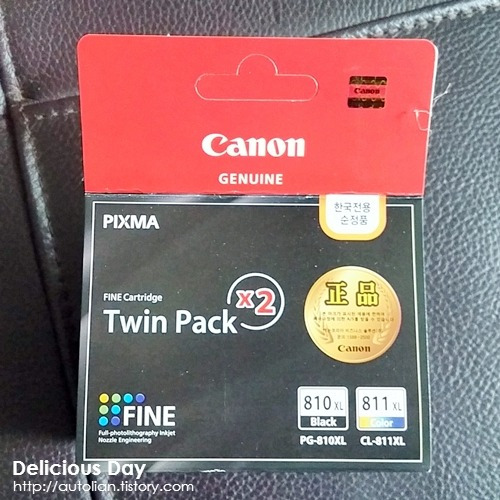 Canon
Canon
GENUINE
한국전용
순정품
PIXMA
FINE Cartridge
Twin Pack x2
正品
Canon
FINE
Full-photolithography Inkjet
Nozzle Engineering
810 XL
Black
PG-810XL
811 XL
Color
CL-811XL
Delicious Day
http://autolian.tistory.com